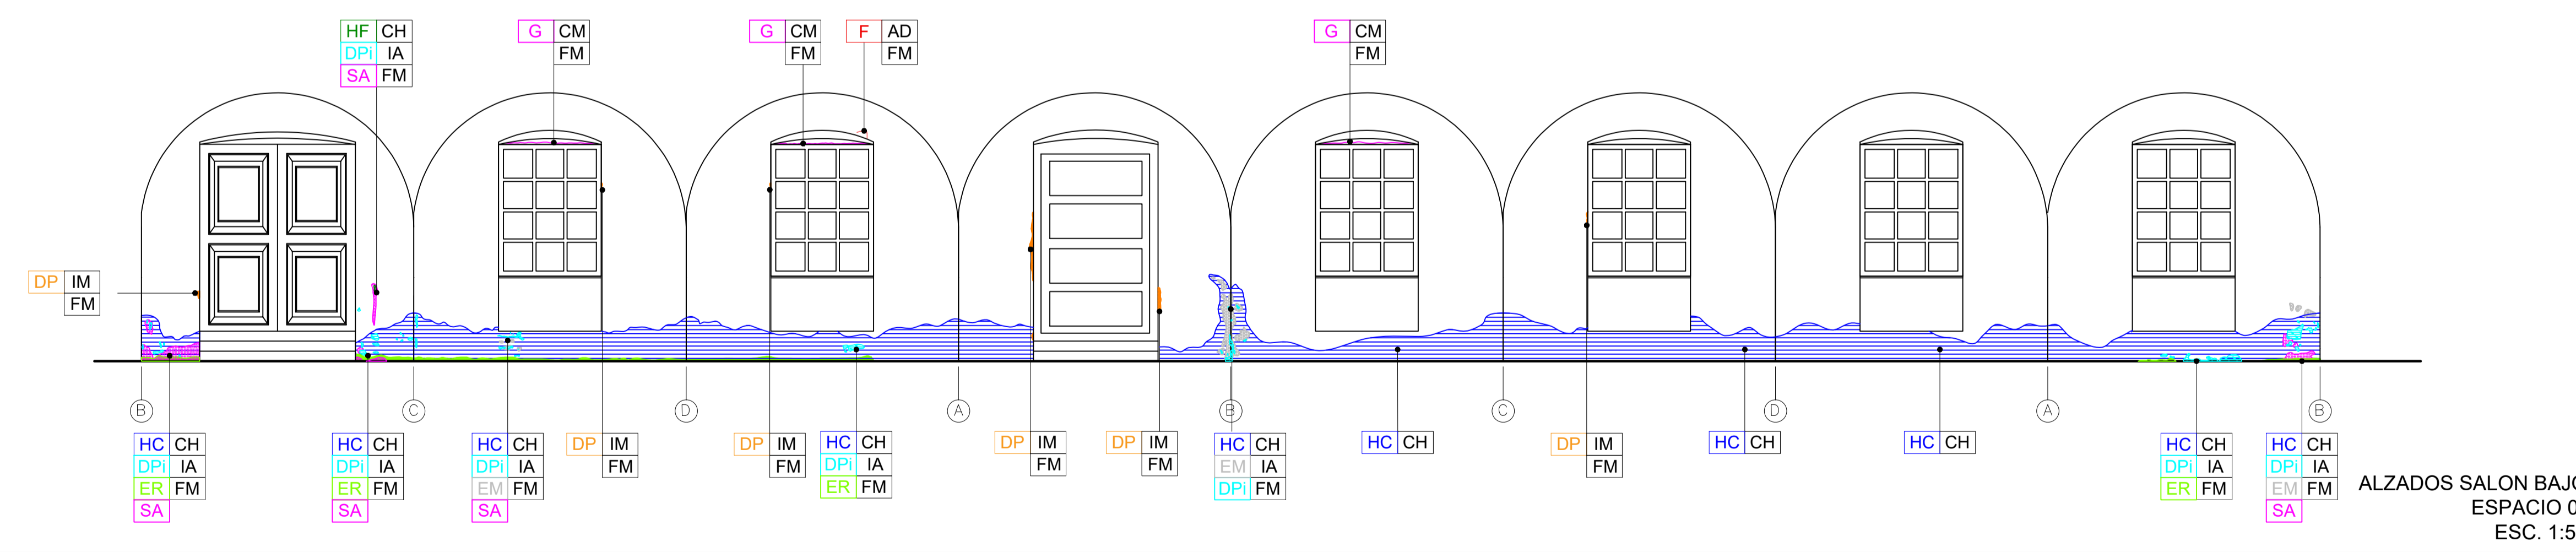 HF CH
DPi IA
SA FM
G CM
FM
G CM
FM
F AD
FM
G CM
FM
DP IM
FM
B
C
D
A
B
C
D
A
B
HC CH
DPi IA
ER FM
SA
HC CH
DPi IA
ER FM
SA
HC CH
DPi IA
EM FM
SA
DP IM
FM
DP IM
FM
HC CH
DPi IA
ER FM
DP IM
FM
DP IM
FM
HC CH
EM IA
DPi FM
HC CH
DP IM
FM
HC CH
HC CH
HC CH
DPi IA
ER FM
HC CH
DPi IA
EM FM
SA
ALZADOS SALON BAJO
ESPACIO 0
ESC. 1:5